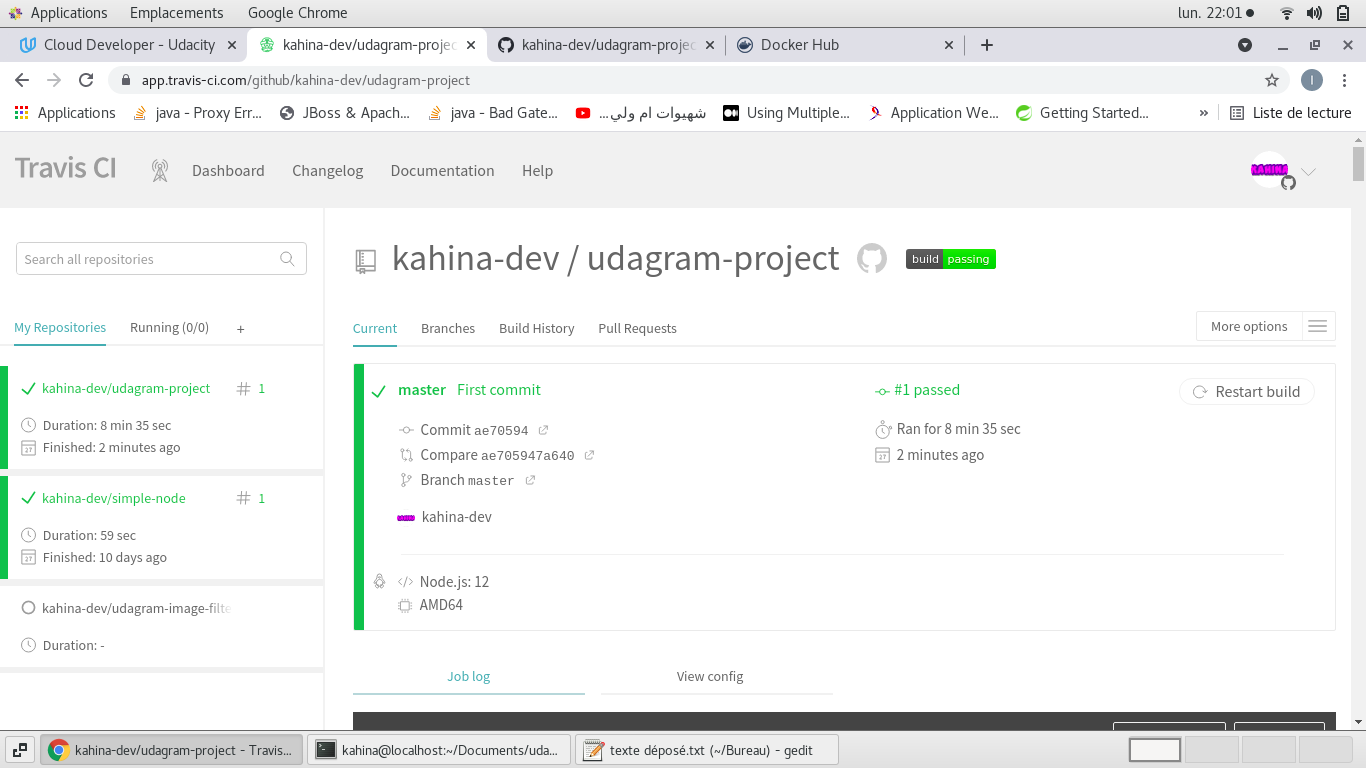 Applications Emplacements Google Chrome lun. 22:01
Cloud Developer - Udacity kahina-dev/udagram-projec kahina-dev/udagram-projec Docker Hub
app.travis-ci.com/github/kahina-dev/udagram-project I
Applications java - Proxy Err... JBoss & Apach... java - Bad Gate... شهيوات ام ولي... Using Multiple... Application We... Getting Started... » Liste de lecture
Travis CI Dashboard Changelog Documentation Help KAHINA
Search all repositories
kahina-dev / udagram-project build passing
My Repositories Running (0/0) +
Current Branches Build History Pull Requests More options
kahina-dev/udagram-project # 1
Duration: 8 min 35 sec
Finished: 2 minutes ago
kahina-dev/simple-node # 1
Duration: 59 sec
Finished: 10 days ago
kahina-dev/udagram-image-filte
Duration: -
master First commit #1 passed Restart build
Commit ae70594 Ran for 8 min 35 sec
Compare ae705947a640 2 minutes ago
Branch master
kahina-dev
Node.js: 12
AMD64
Job log View config
kahina-dev/udagram-project - Travis... kahina@localhost:~/Documents/uda... texte déposé.txt (~/Bureau) - gedit